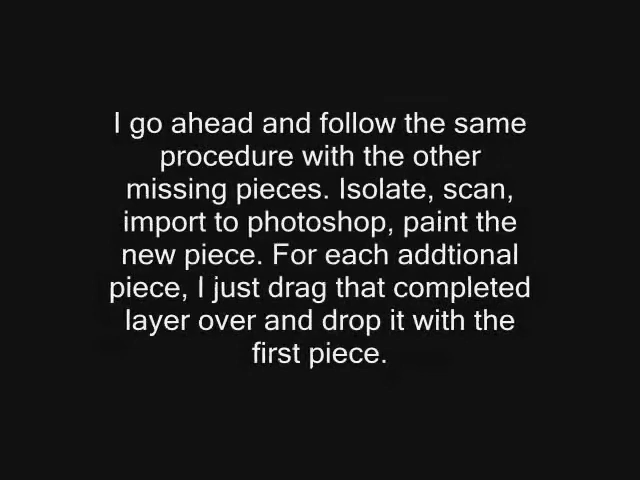 I go ahead and follow the same
procedure with the other
missing pieces. Isolate, scan,
import to photoshop, paint the
new piece. For each addtional
piece, I just drag that completed
layer over and drop it with the
first piece.